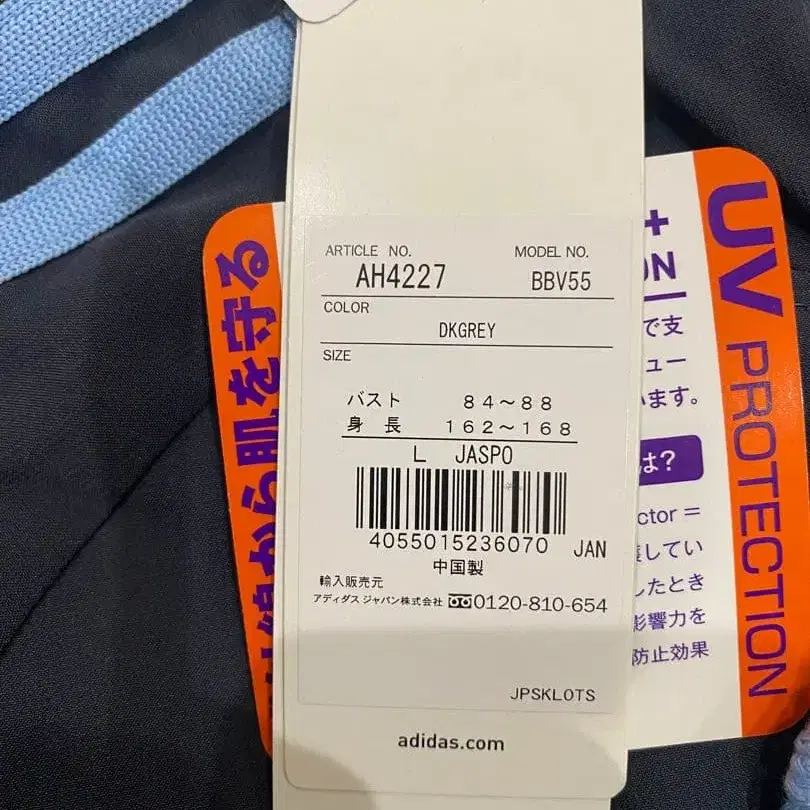 ARTICLE NO.
MODEL NO.
AH4227
BBV55
COLOR
DKGREY
SIZE
バスト 84～88
身長 162～168
L JASPO
4055015236070 JAN
中国製
輸入販売元
アディダス ジャパン株式会社 0120-810-654
JPSKLOTS
adidas.com
から肌を守る
UV PROTECTION
+
ON
で支
ュー
います。
は?
ctor =
してい
したとき
影響力を
防止効果